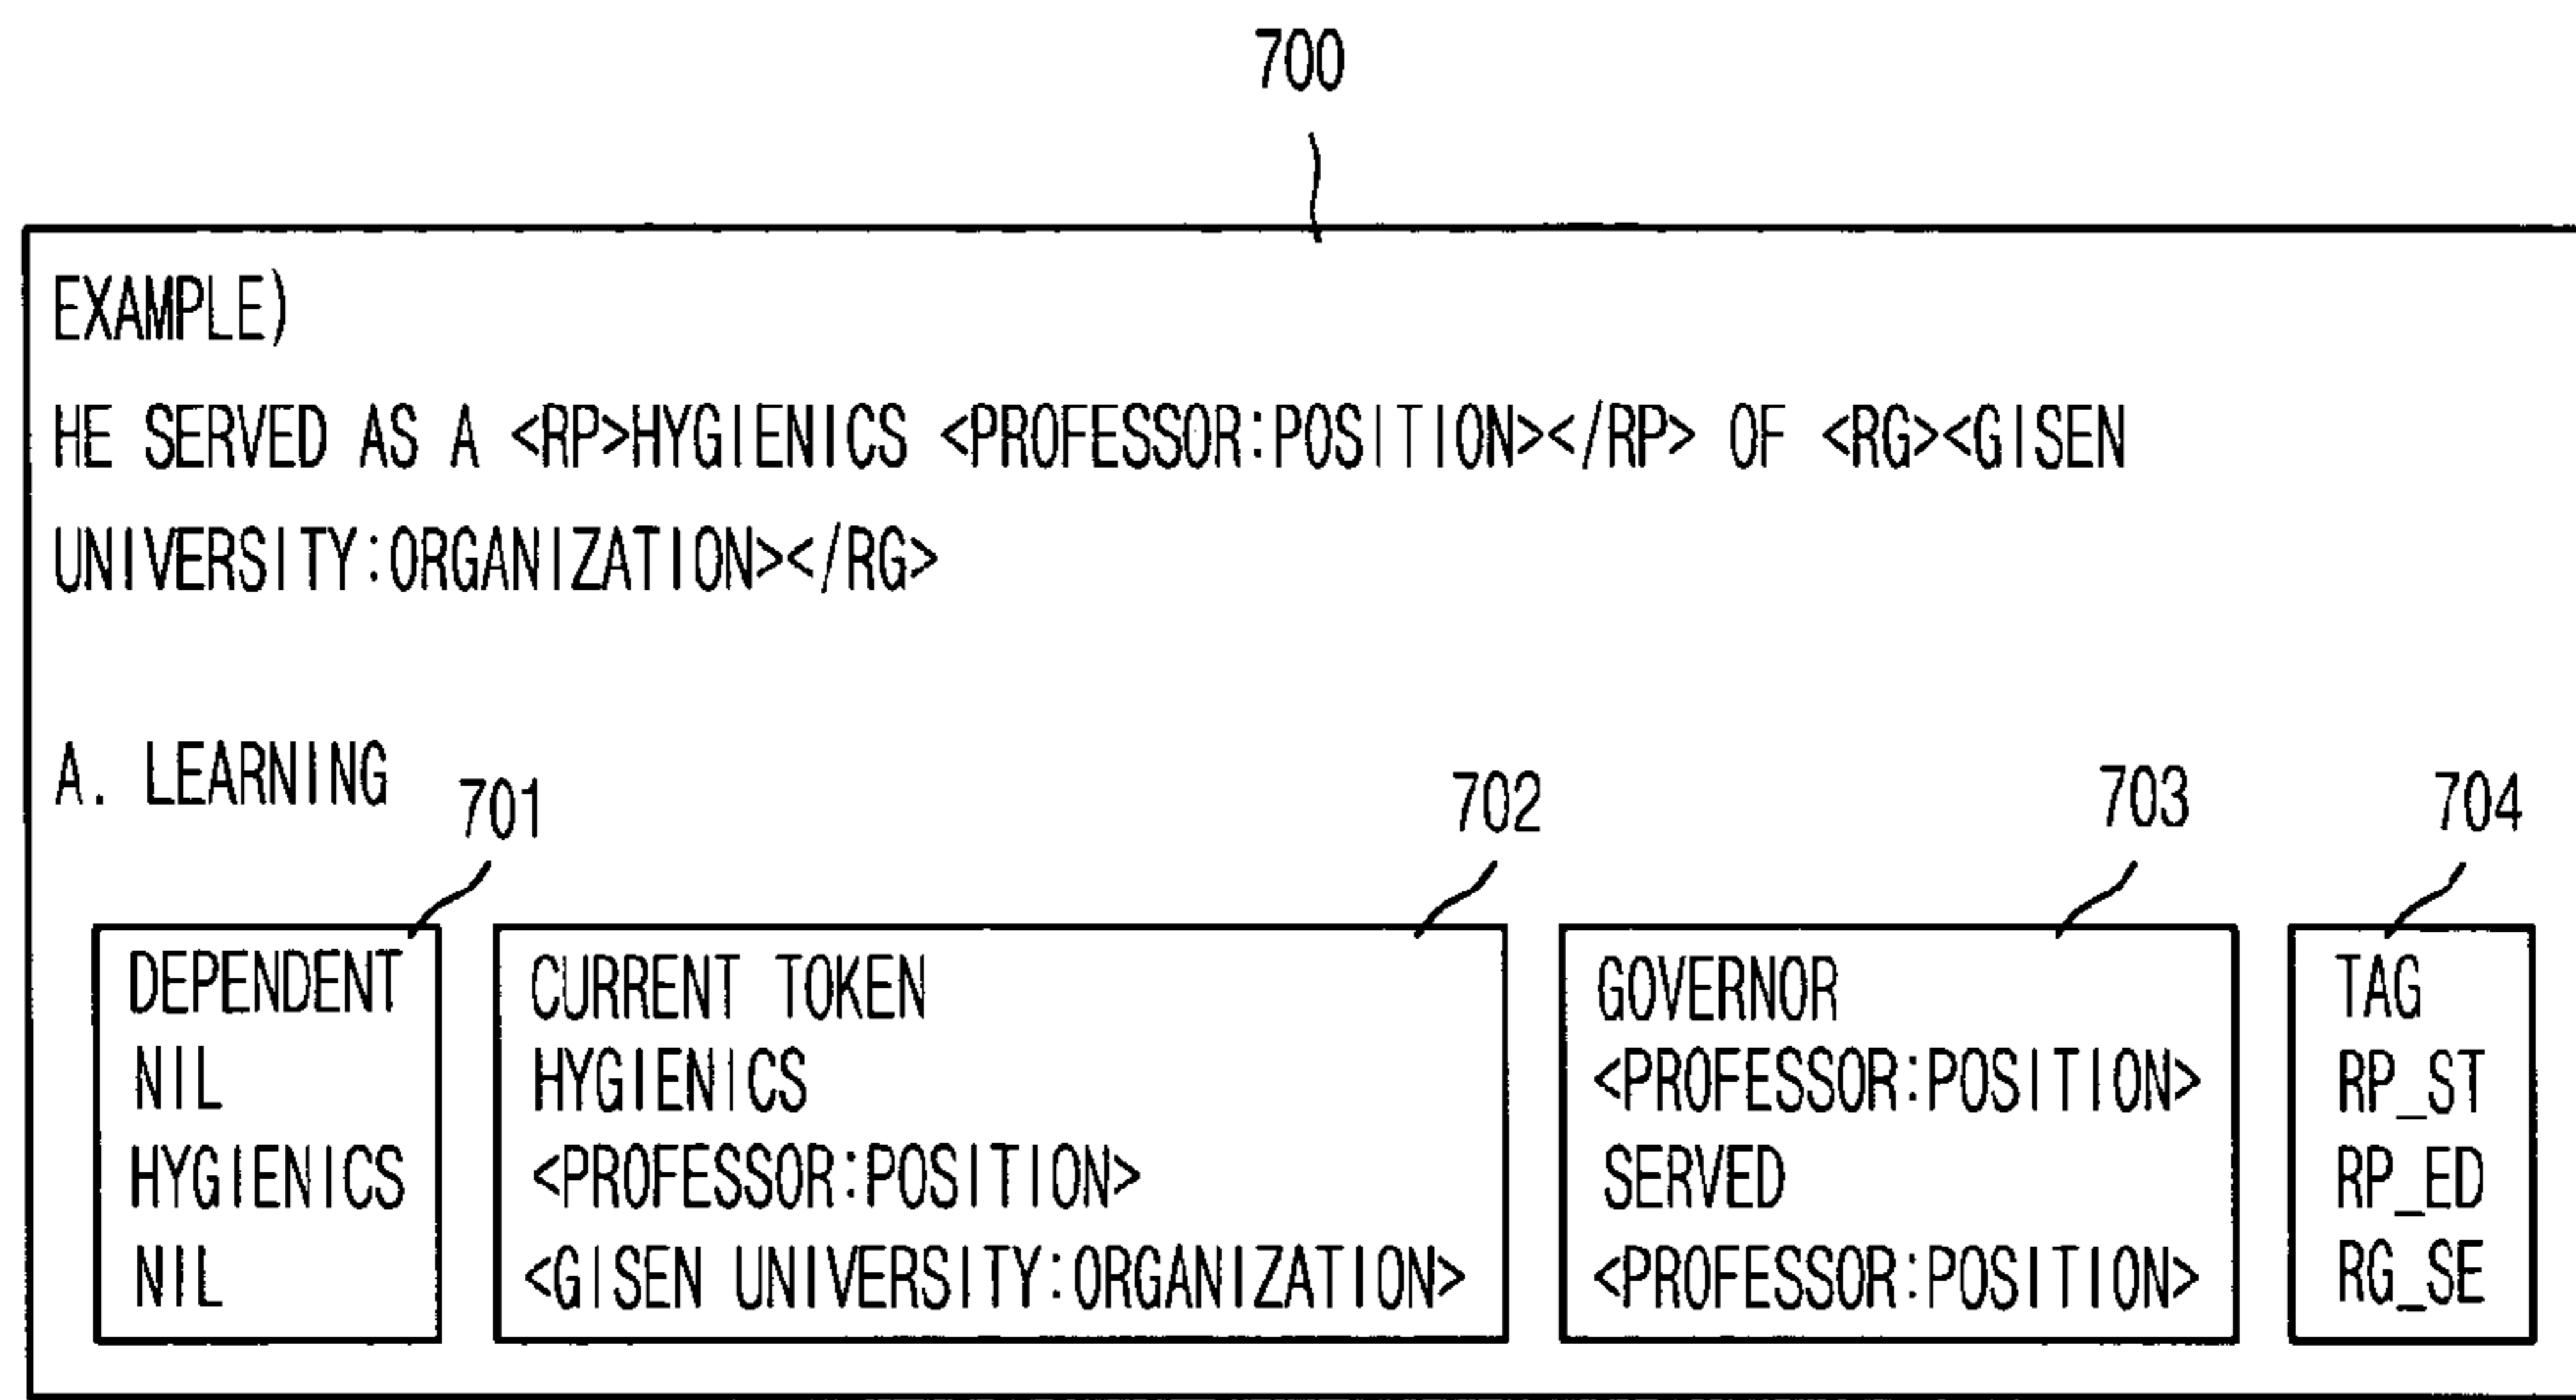 700
EXAMPLE)
HE SERVED AS A <RP>HYGIENICS <PROFESSOR:POSITION></RP> OF <RG><GISEN
UNIVERSITY:ORGANIZATION></RG>
A. LEARNING
701 702 703 704
DEPENDENT CURRENT TOKEN GOVERNOR TAG
NIL HYGIENICS <PROFESSOR:POSITION> RP_ST
HYGIENICS <PROFESSOR:POSITION> SERVED RP_ED
NIL <GISEN UNIVERSITY:ORGANIZATION> <PROFESSOR:POSITION> RG_SE